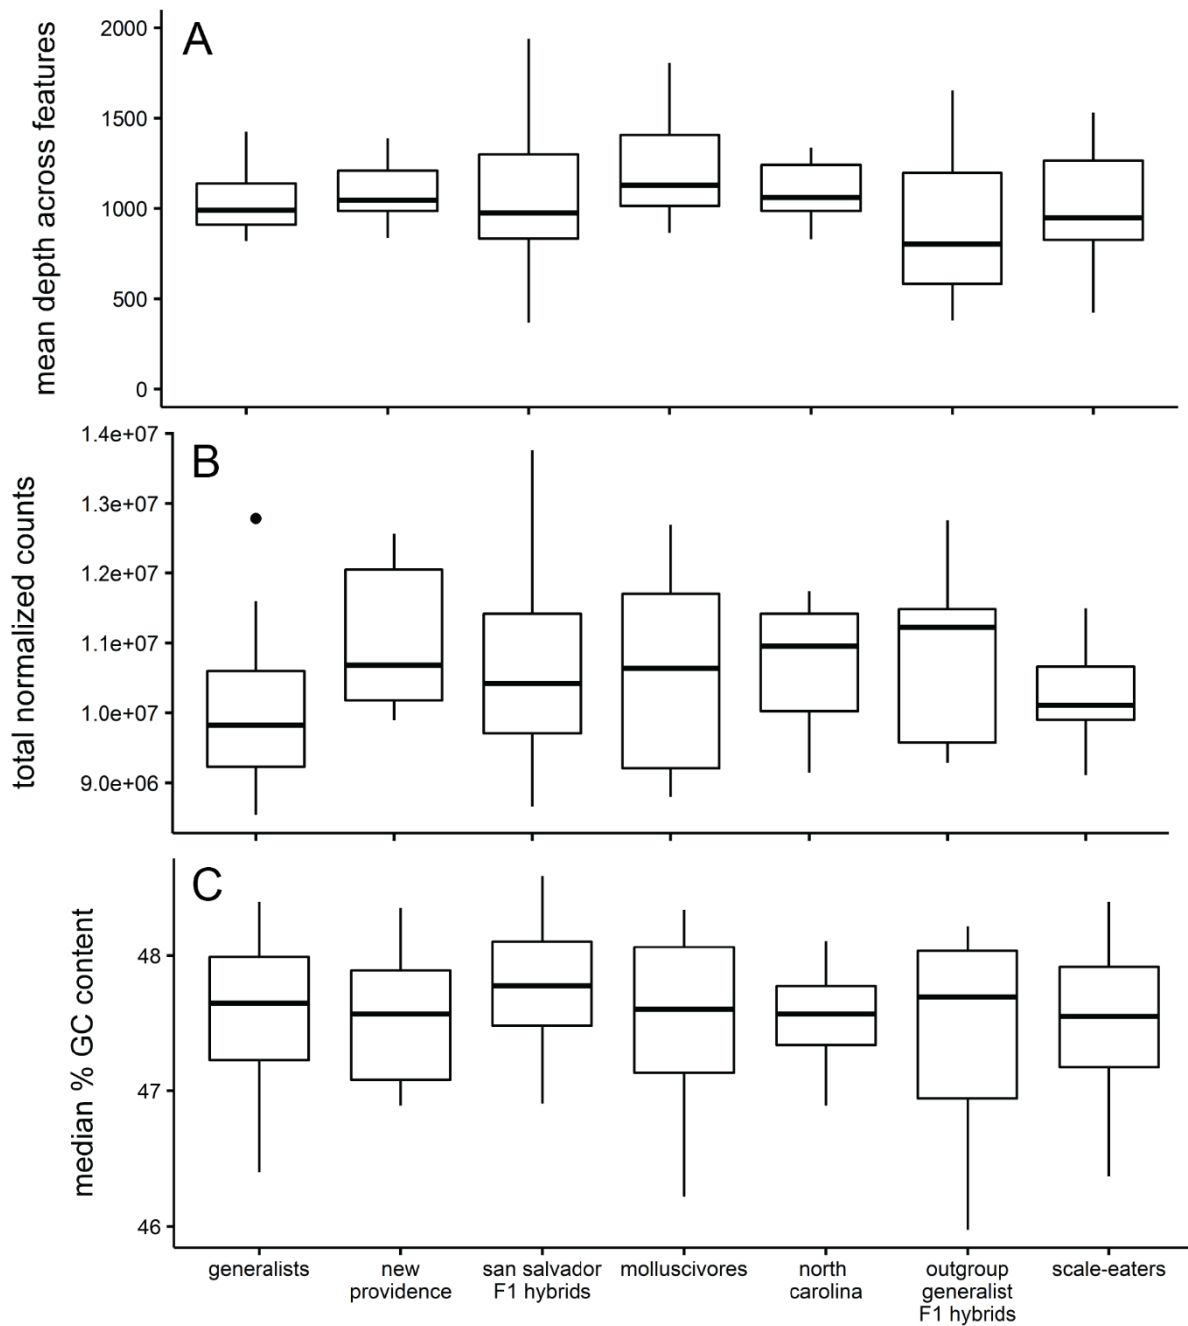 A
mean depth across features
2000
1500
1000
500
0
B
total normalized counts
1.4e+07
1.3e+07
1.2e+07
1.1e+07
1.0e+07
9.0e+06
C
median % GC content
48
47
46
generalists
new
providence
san salvador
F1 hybrids
molluscivores
north
carolina
outgroup
generalist
F1 hybrids
scale-eaters